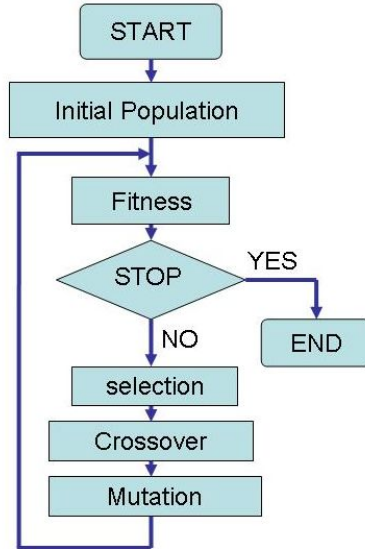 START
Initial Population
Fitness
STOP
YES
NO
END
selection
Crossover
Mutation